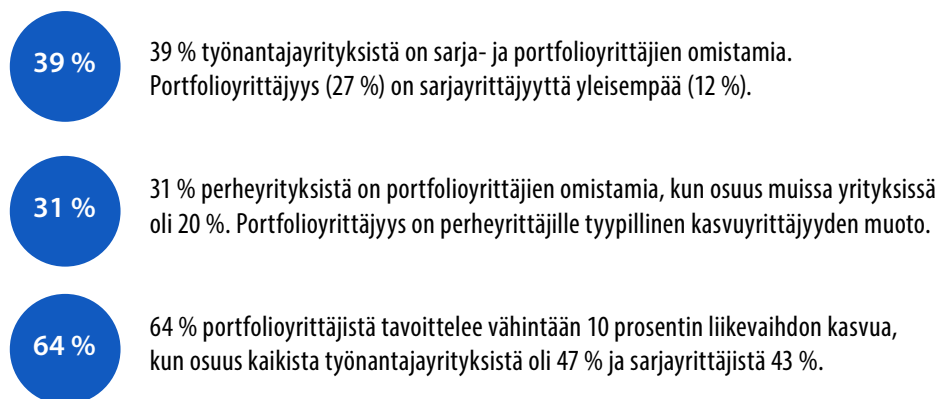 39 %
39 % työnantajayrityksistä on sarja- ja portfolioyrittäjien omistamia.
Portfolioyrittäjyys (27 %) on sarjayrittäjyyttä yleisempää (12 %).
31 %
31 % perheyrityksistä on portfolioyrittäjien omistamia, kun osuus muissa yrityksissä
oli 20 %. Portfolioyrittäjyys on perheyrittäjille tyypillinen kasvuyrittäjyyden muoto.
64 %
64 % portfolioyrittäjistä tavoittelee vähintään 10 prosentin liikevaihdon kasvua,
kun osuus kaikista työnantajayrityksistä oli 47 % ja sarjayrittäjistä 43 %.